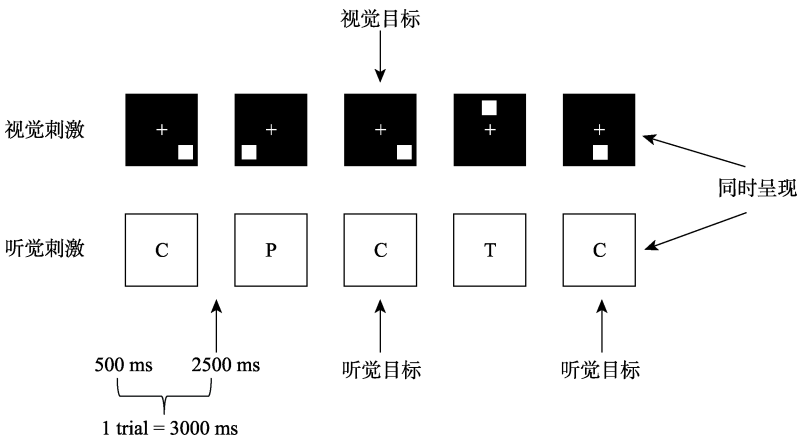 视觉目标
视觉刺激
同时呈现
听觉刺激
C P C T C
500 ms 2500 ms
听觉目标 听觉目标
1 trial = 3000 ms